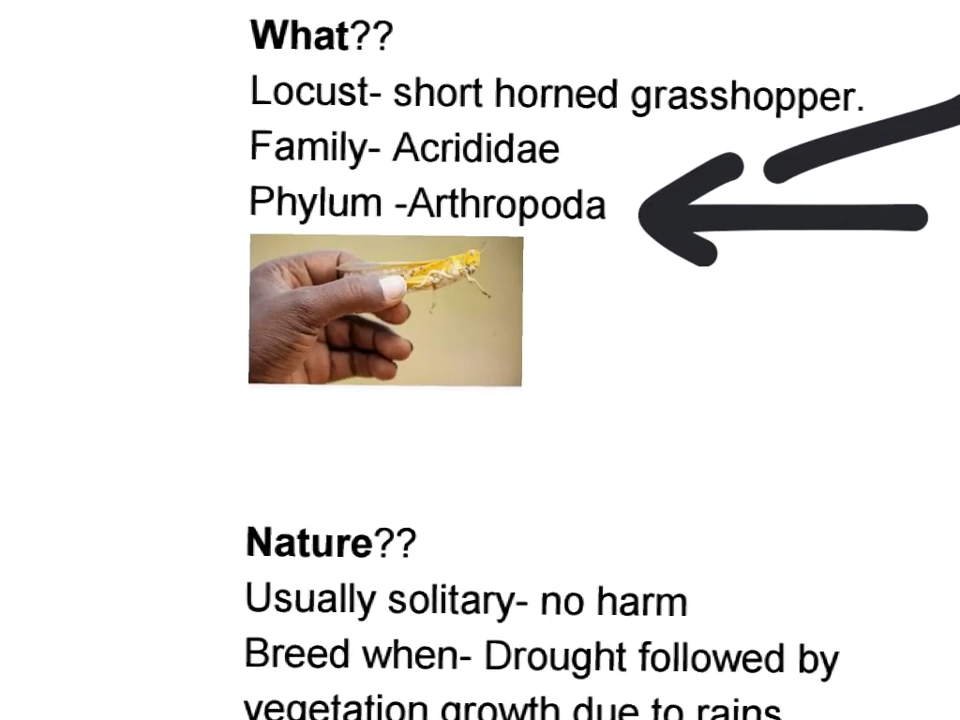 What??
Locust- short horned grasshopper.
Family- Acrididae
Phylum -Arthropoda
Nature??
Usually solitary- no harm
Breed when- Drought followed by
vegetation growth due to rains